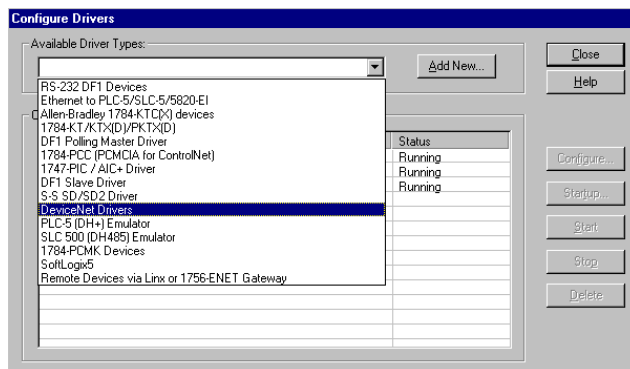 Configure Drivers
Available Driver Types:
Add New...
Close
Help
RS-232 DF1 Devices
Ethernet to PLC-5/SLC-5/5820-EI
Allen-Bradley 1784-KTC(X) devices
1784-KT/KTX(D)/PKTX(D)
DF1 Polling Master Driver
1784-PCC (PCMCIA for ControlNet)
1747-PIC / AIC+ Driver
DF1 Slave Driver
S-S SD/SD2 Driver
DeviceNet Drivers
PLC-5 (DH+) Emulator
SLC 500 (DH485) Emulator
1784-PCMK Devices
SoftLogix5
Remote Devices via Linx or 1756-ENET Gateway
Status
Running
Running
Running
Configure...
Startup...
Start
Stop
Delete